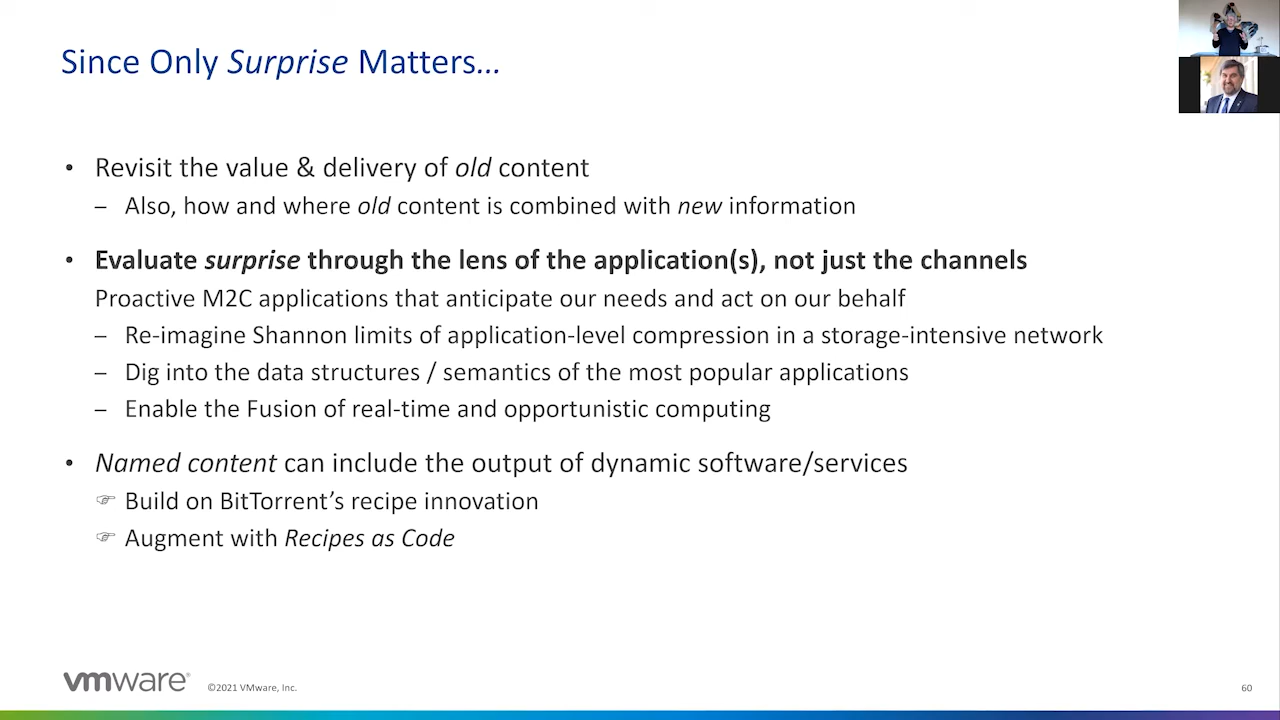 Since Only Surprise Matters...
• Revisit the value & delivery of old content
– Also, how and where old content is combined with new information
• Evaluate surprise through the lens of the application(s), not just the channels
Proactive M2C applications that anticipate our needs and act on our behalf
– Re-imagine Shannon limits of application-level compression in a storage-intensive network
– Dig into the data structures / semantics of the most popular applications
– Enable the Fusion of real-time and opportunistic computing
• Named content can include the output of dynamic software/services
☞ Build on BitTorrent’s recipe innovation
☞ Augment with Recipes as Code
vmware®
©2021 VMware, Inc.
60